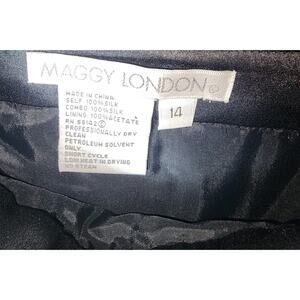 MAGGY LONDON©
14
MADE IN CHINA
SELF 100% SILK
COMBO 100% SILK
LINING 100% ACETATE
RN 56142 ©
PROFESSIONALLY DRY
CLEAN
PETROLEUM SOLVENT
ONLY
SHORT CYCLE
LOW HEAT IN DRYING
NO STEAM